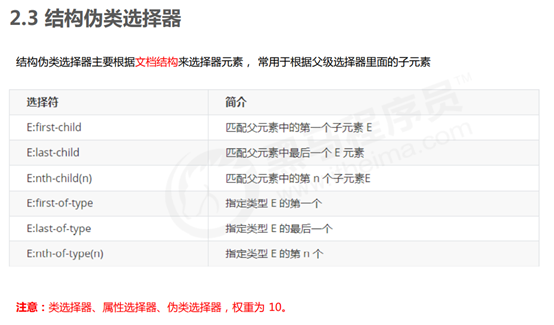 2.3 结构伪类选择器
结构伪类选择器主要根据文档结构来选择器元素， 常用于根据父级选择器里面的子元素
选择符 简介
E:first-child 匹配父元素中的第一个子元素 E
E:last-child 匹配父元素中最后一个 E 元素
E:nth-child(n) 匹配父元素中的第 n 个子元素E
E:first-of-type 指定类型 E 的第一个
E:last-of-type 指定类型 E 的最后一个
E:nth-of-type(n) 指定类型 E 的第 n 个
注意：类选择器、属性选择器、伪类选择器，权重为 10。